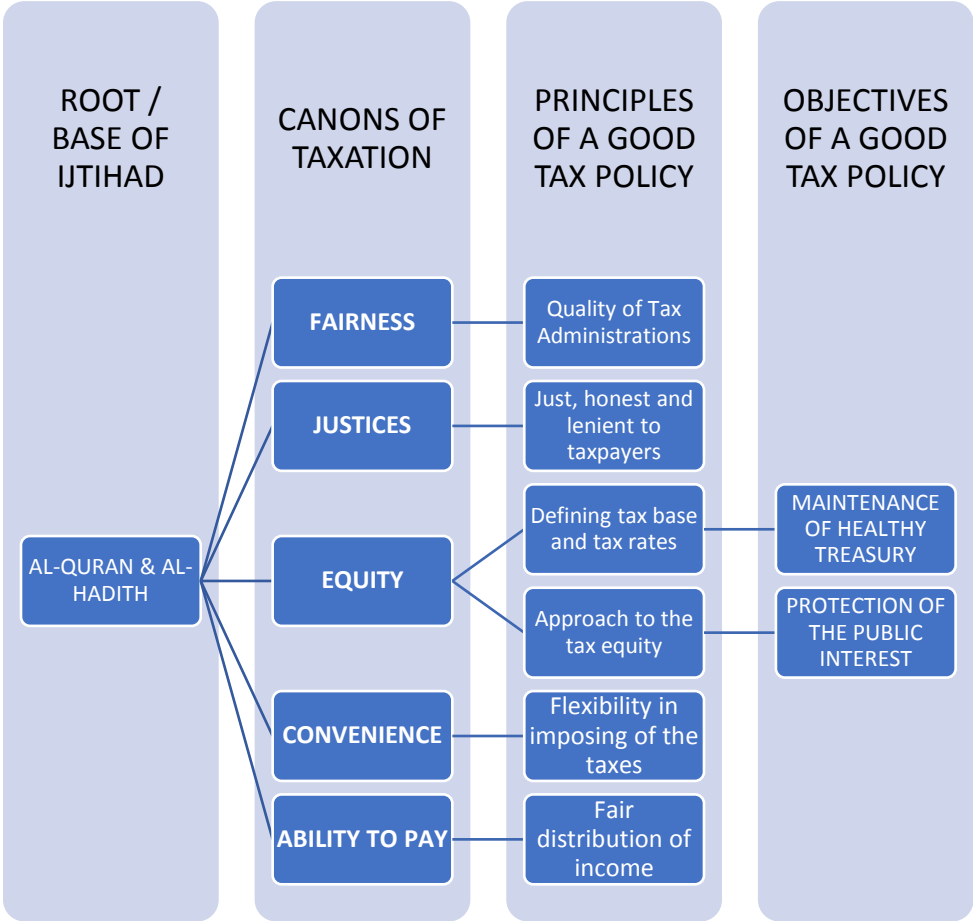 ROOT /
BASE OF
IJTIHAD
CANONS OF
TAXATION
PRINCIPLES
OF A GOOD
TAX POLICY
OBJECTIVES
OF A GOOD
TAX POLICY
AL-QURAN & AL-
HADITH
FAIRNESS
Quality of Tax
Administrations
JUSTICES
Just, honest and
lenient to
taxpayers
EQUITY
Defining tax base
and tax rates
MAINTENANCE
OF HEALTHY
TREASURY
Approach to the
tax equity
PROTECTION OF
THE PUBLIC
INTEREST
CONVENIENCE
Flexibility in
imposing of the
taxes
ABILITY TO PAY
Fair
distribution of
income